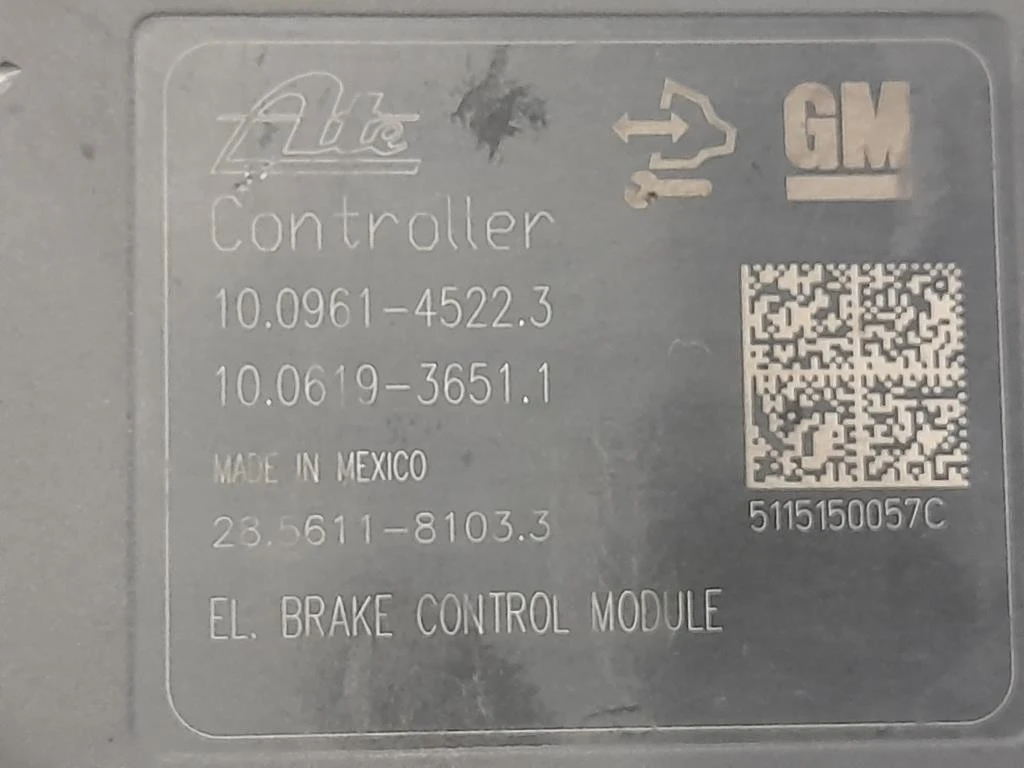 Ate
GM
Controller
10.0961-4522.3
10.0619-3651.1
MADE IN MEXICO
28.5611-8103.3
5115150057C
EL. BRAKE CONTROL MODULE